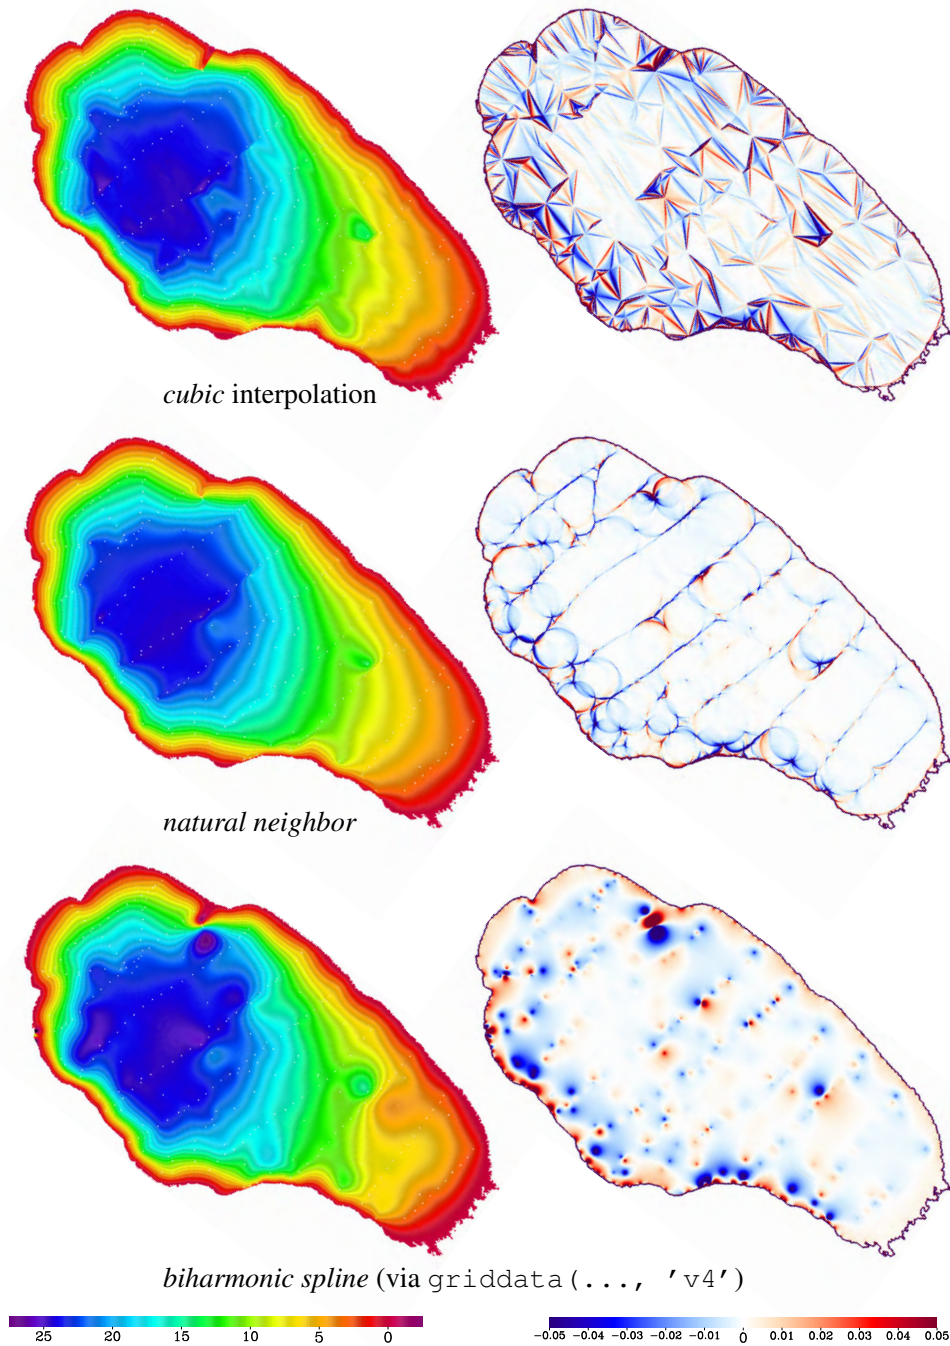 cubic interpolation
natural neighbor
biharmonic spline (via griddata(..., ’v4’)
25 20 15 10 5 0
−0.05 −0.04 −0.03 −0.02 −0.01 0 0.01 0.02 0.03 0.04 0.05